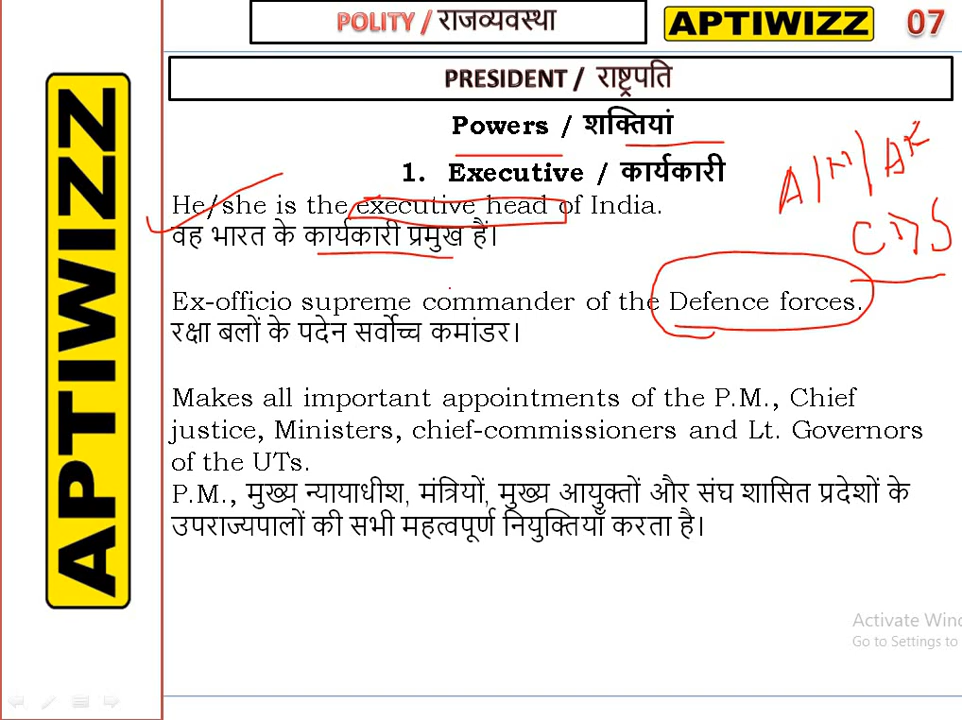 POLITY / राजव्यवस्था
APTIWIZZ
07
PRESIDENT / राष्ट्रपति
Powers / शक्तियां
1. Executive / कार्यकारी
He/she is the executive head of India.
वह भारत के कार्यकारी प्रमुख हैं।
Ex-officio supreme commander of the Defence forces.
रक्षा बलों के पदेन सर्वोच्च कमांडर।
Makes all important appointments of the P.M., Chief
justice, Ministers, chief-commissioners and Lt. Governors
of the UTs.
P.M., मुख्य न्यायाधीश, मंत्रियों, मुख्य आयुक्तों और संघ शासित प्रदेशों के
उपराज्यपालों की सभी महत्वपूर्ण नियुक्तियाँ करता है।
A/N/AF
CDS
APTIWIZZ
Activate Wind
Go to Settings to